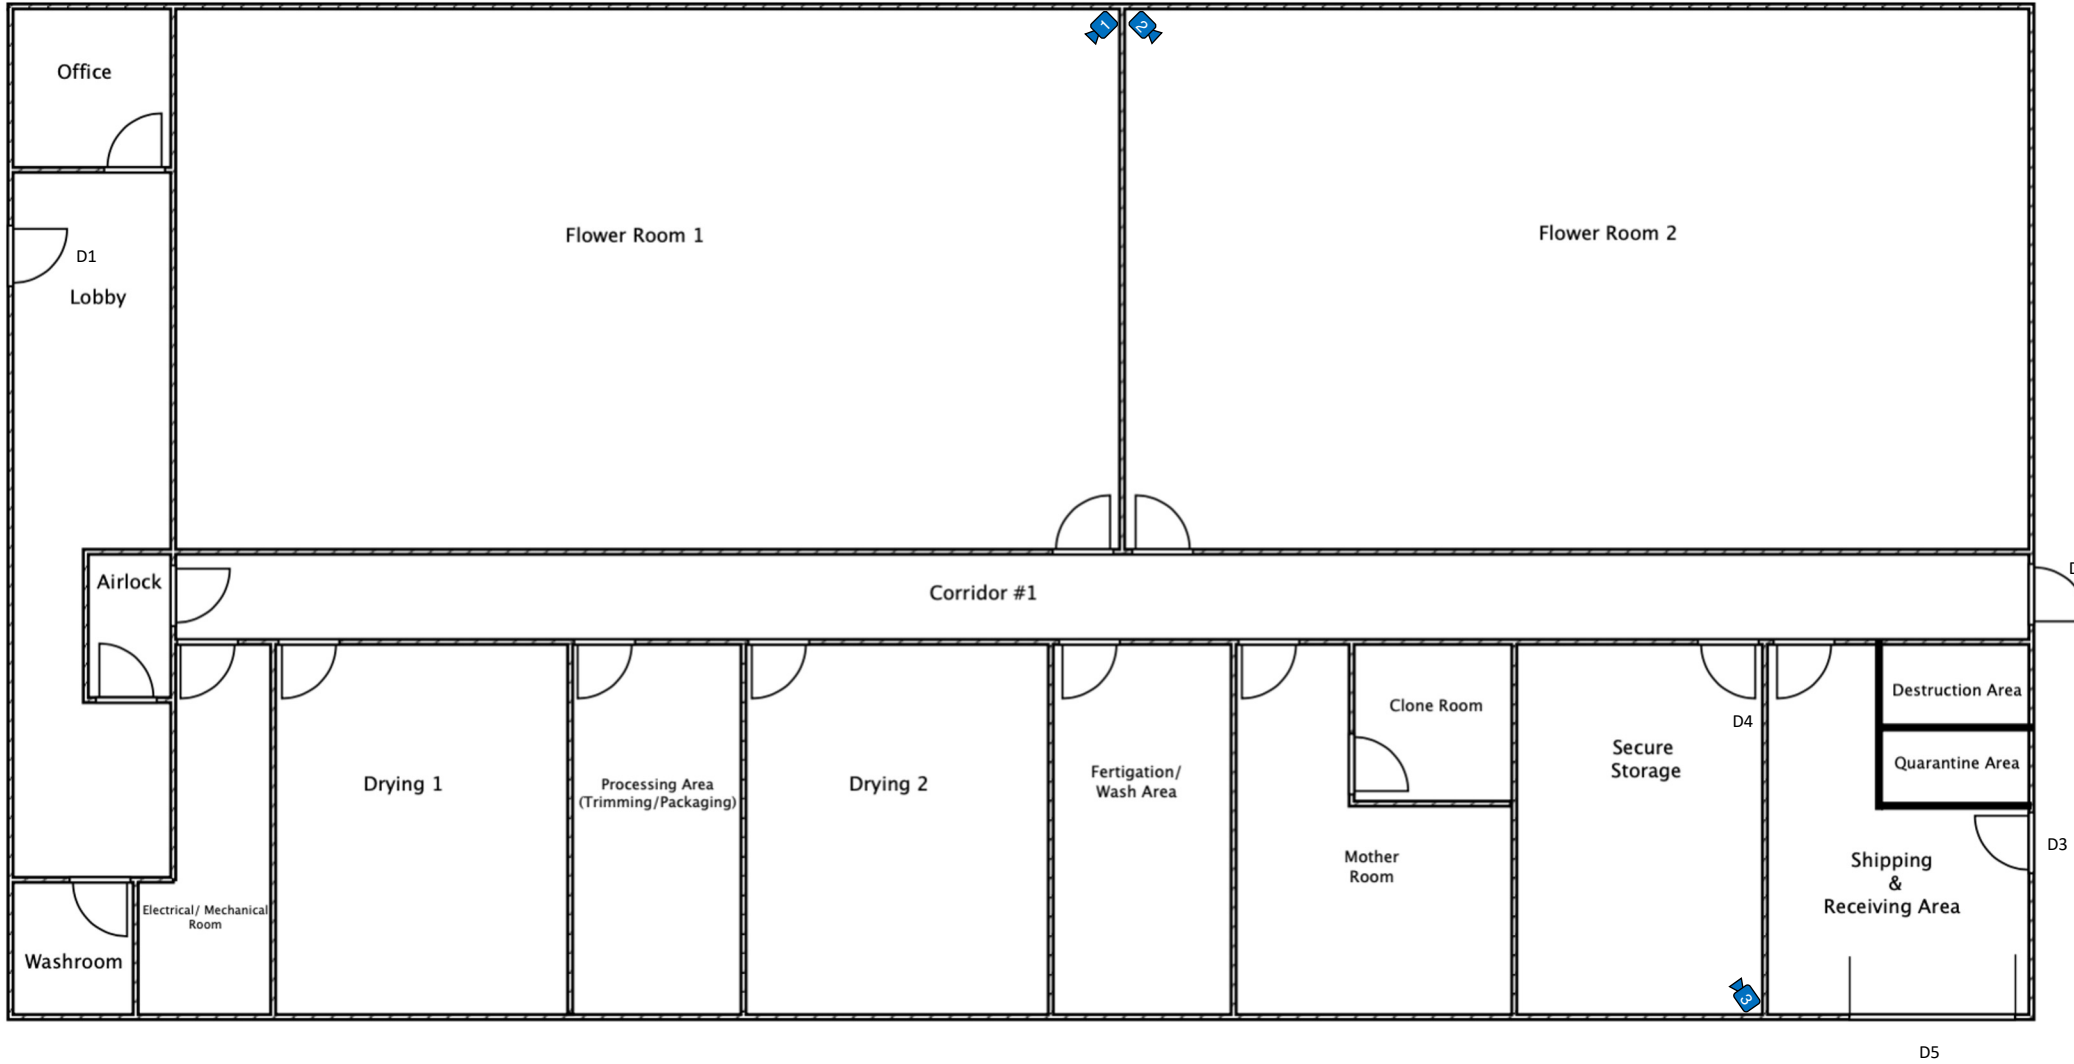 1
2
Office
Flower Room 1
Flower Room 2
D1
Lobby
Airlock
Corridor #1
D
Destruction Area
Clone Room
D4
Secure
Storage
Quarantine Area
Drying 1
Processing Area
(Trimming/Packaging)
Drying 2
Fertigation/
Wash Area
D3
Mother
Room
Shipping
&
Receiving Area
Electrical/ Mechanical
Room
Washroom
3
D5